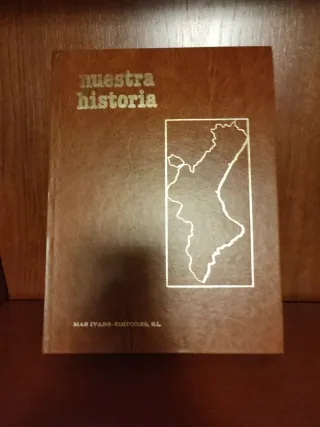 nuestra
historia
MAS IVARS-EDITORES, S.L.